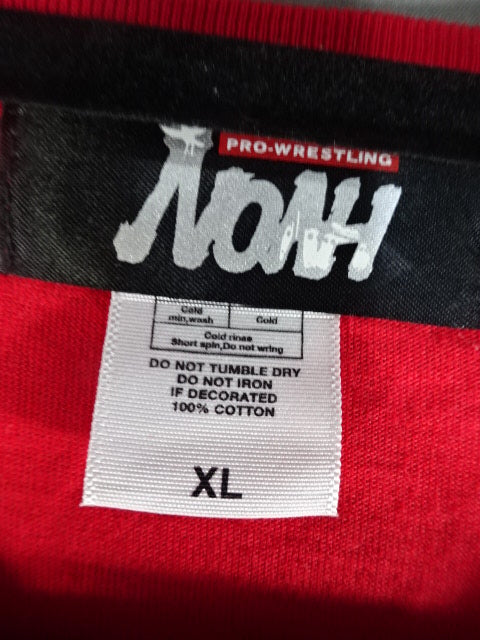 PRO-WRESTLING
NOAH
Cold
min,wash
Cold
Cold rinse
Short spin,Do not wring
DO NOT TUMBLE DRY
DO NOT IRON
IF DECORATED
100% COTTON
XL